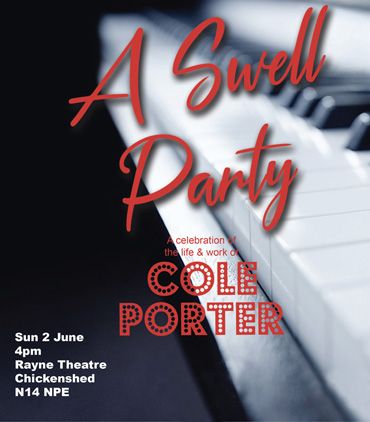 A Swell
Party
A celebration of
the life & work of
COLE
PORTER
Sun 2 June
4pm
Rayne Theatre
Chickenshed
N14 NPE